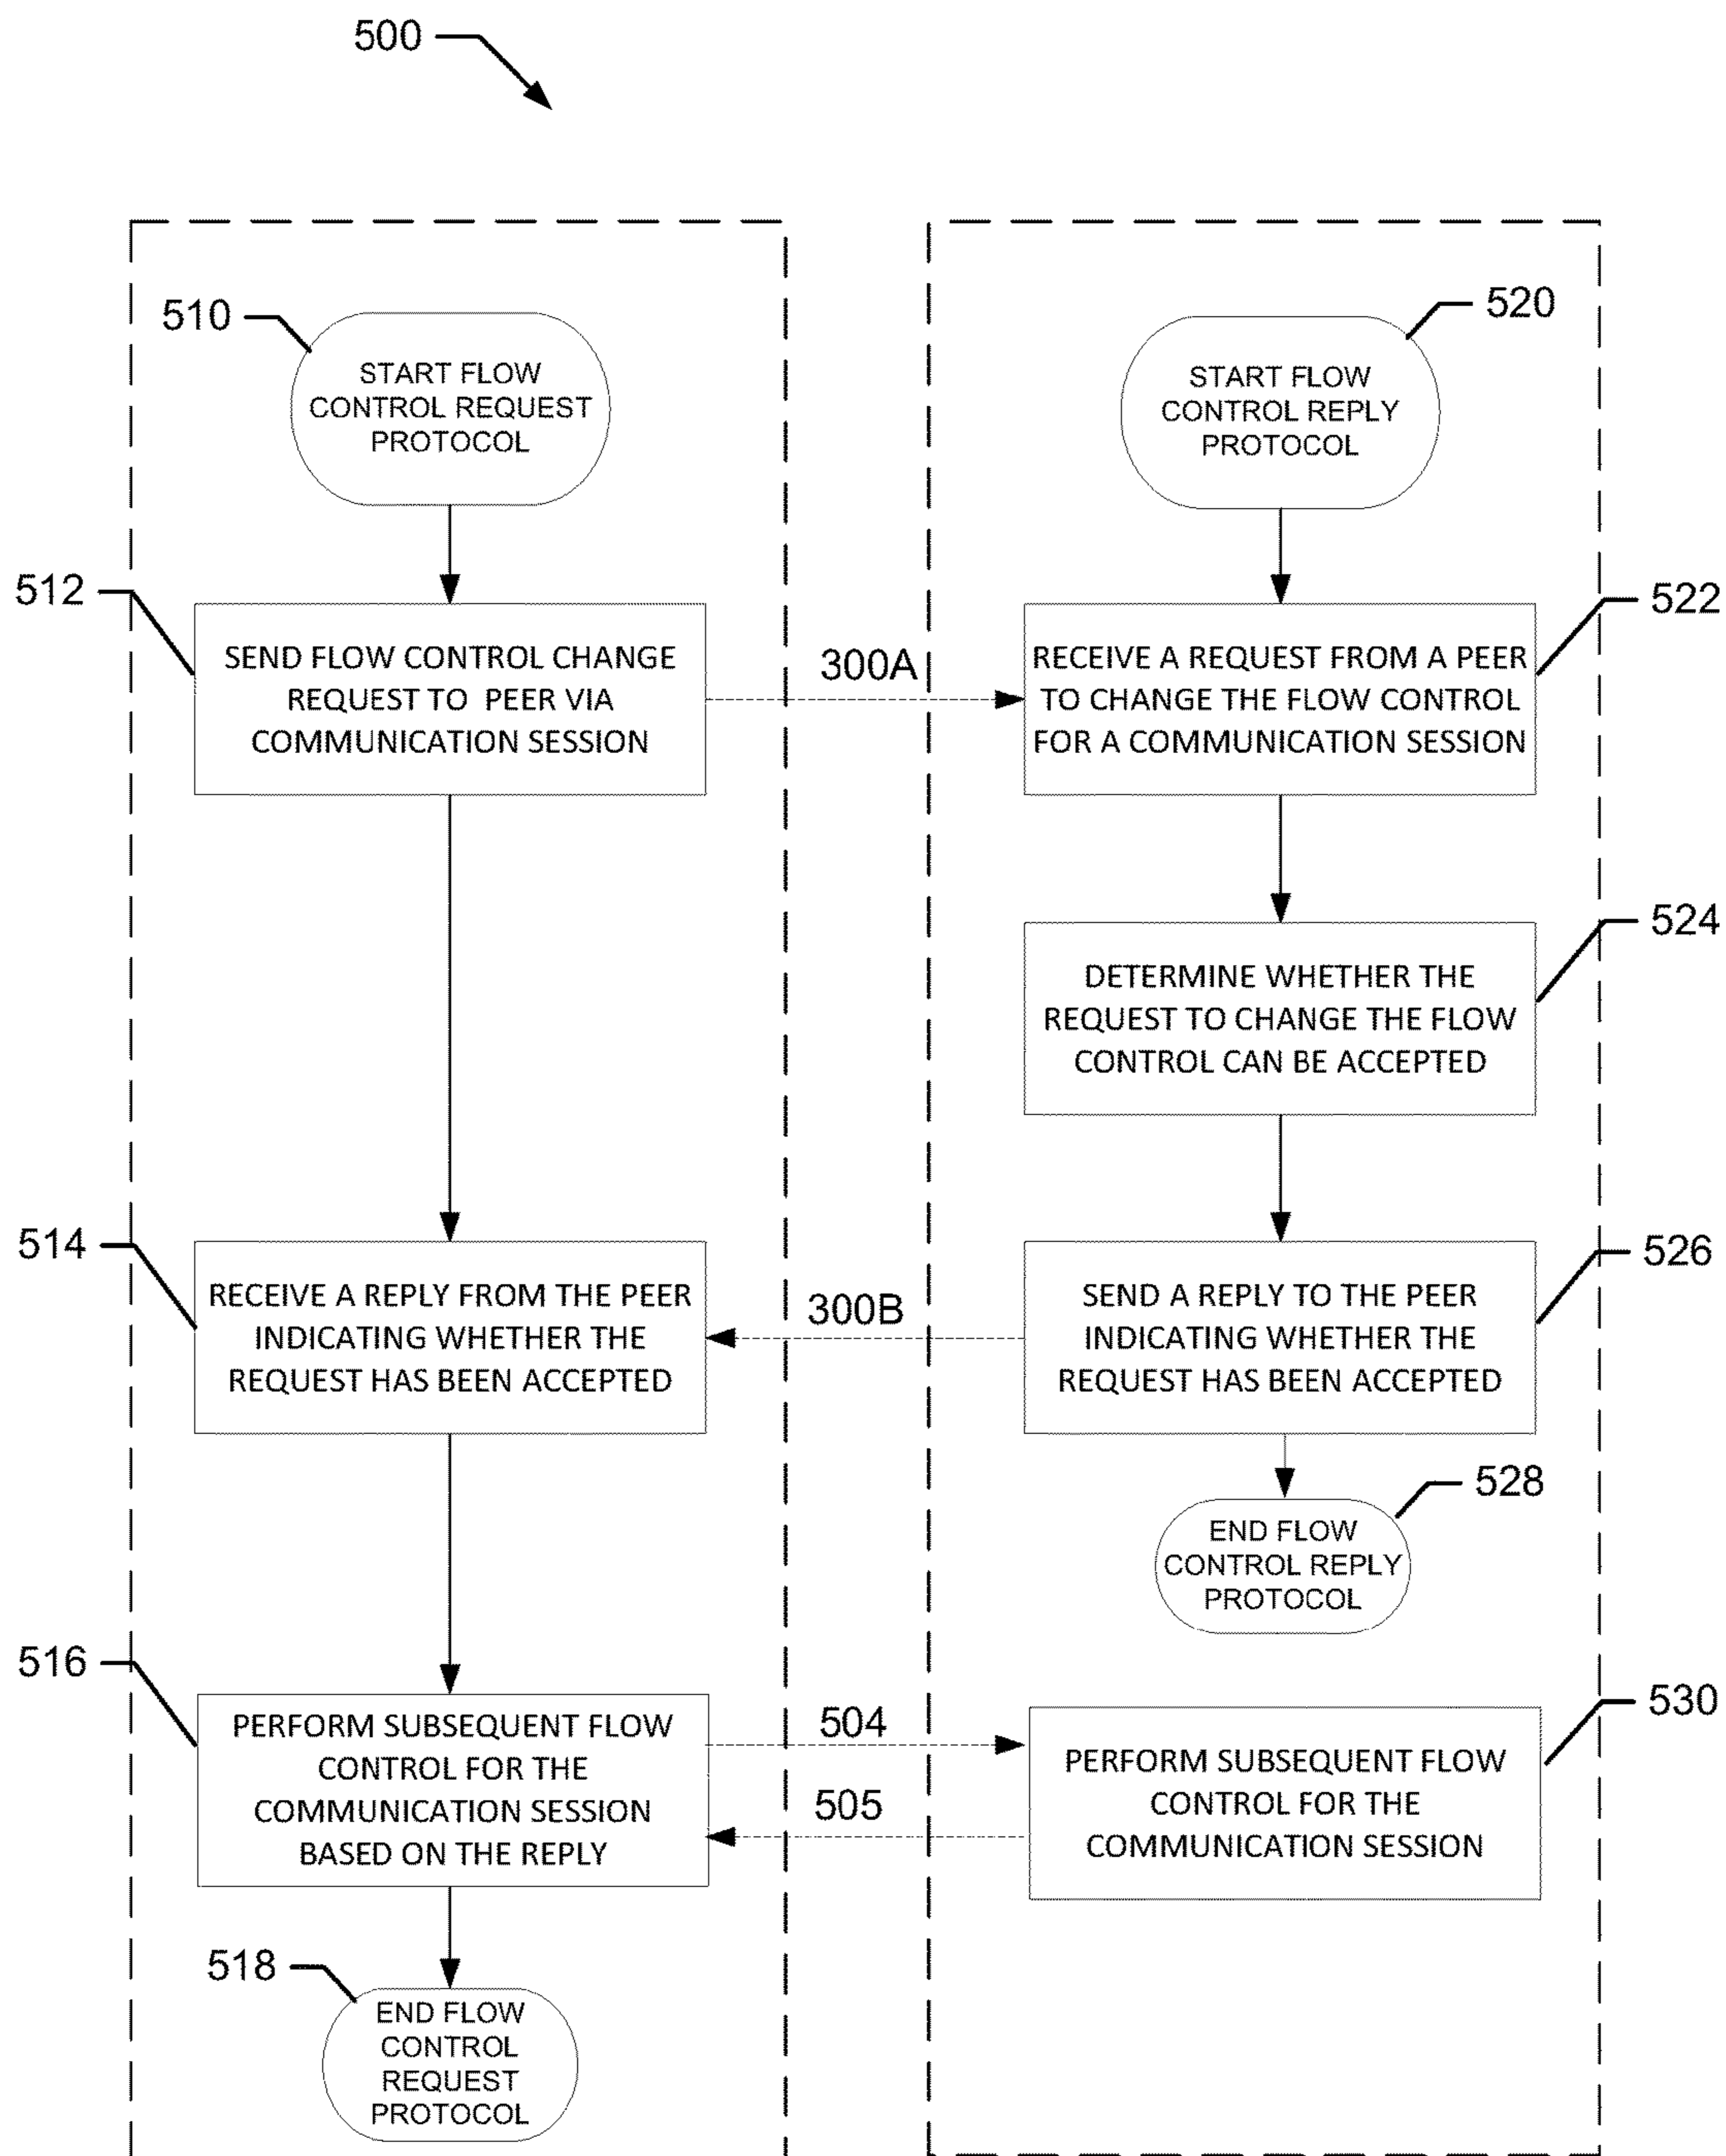 500
510
START FLOW
CONTROL REQUEST
PROTOCOL
520
START FLOW
CONTROL REPLY
PROTOCOL
512
SEND FLOW CONTROL CHANGE
REQUEST TO PEER VIA
COMMUNICATION SESSION
300A
522
RECEIVE A REQUEST FROM A PEER
TO CHANGE THE FLOW CONTROL
FOR A COMMUNICATION SESSION
524
DETERMINE WHETHER THE
REQUEST TO CHANGE THE FLOW
CONTROL CAN BE ACCEPTED
514
RECEIVE A REPLY FROM THE PEER
INDICATING WHETHER THE
REQUEST HAS BEEN ACCEPTED
300B
526
SEND A REPLY TO THE PEER
INDICATING WHETHER THE
REQUEST HAS BEEN ACCEPTED
528
END FLOW
CONTROL REPLY
PROTOCOL
516
PERFORM SUBSEQUENT FLOW
CONTROL FOR THE
COMMUNICATION SESSION
BASED ON THE REPLY
504
505
530
PERFORM SUBSEQUENT FLOW
CONTROL FOR THE
COMMUNICATION SESSION
518
END FLOW
CONTROL
REQUEST
PROTOCOL